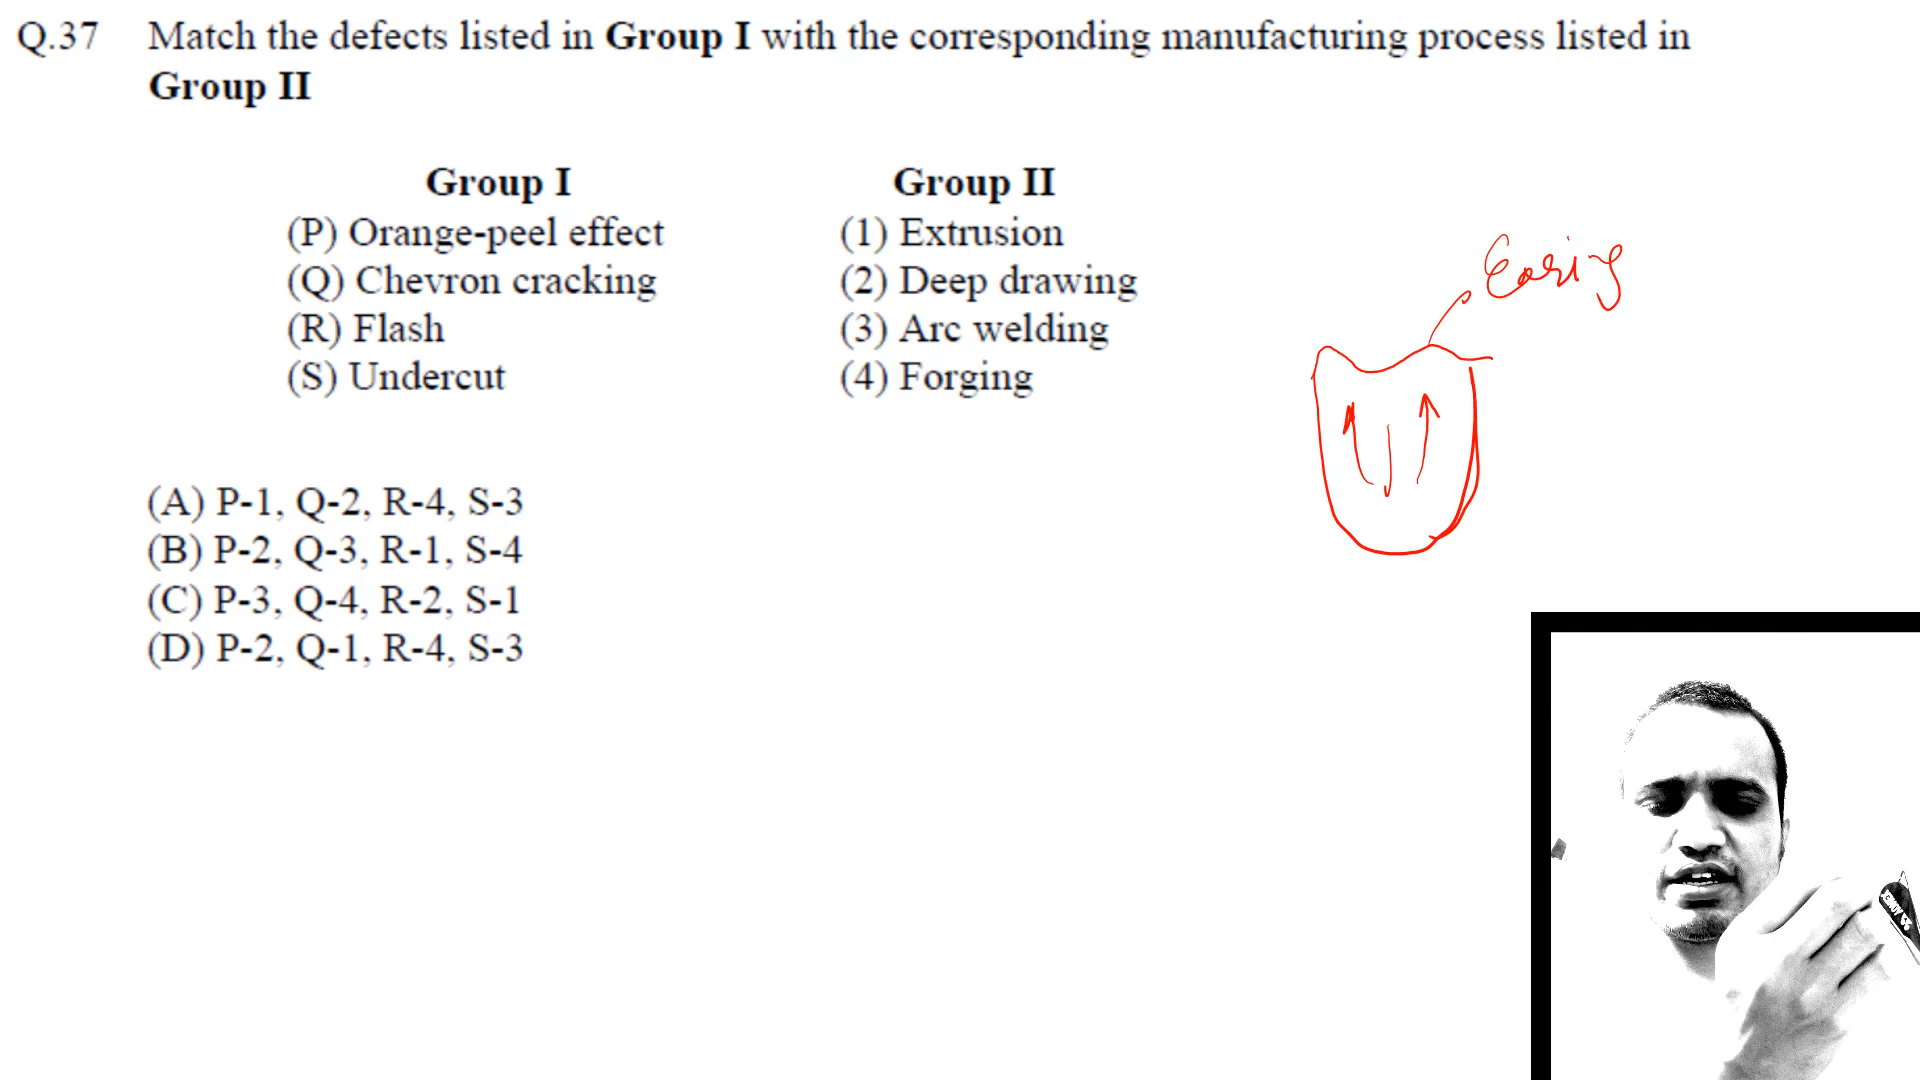 Q.37 Match the defects listed in Group I with the corresponding manufacturing process listed in
Group II
Group I Group II
(P) Orange-peel effect (1) Extrusion
(Q) Chevron cracking (2) Deep drawing
(R) Flash (3) Arc welding
(S) Undercut (4) Forging
Earing
(A) P-1, Q-2, R-4, S-3
(B) P-2, Q-3, R-1, S-4
(C) P-3, Q-4, R-2, S-1
(D) P-2, Q-1, R-4, S-3